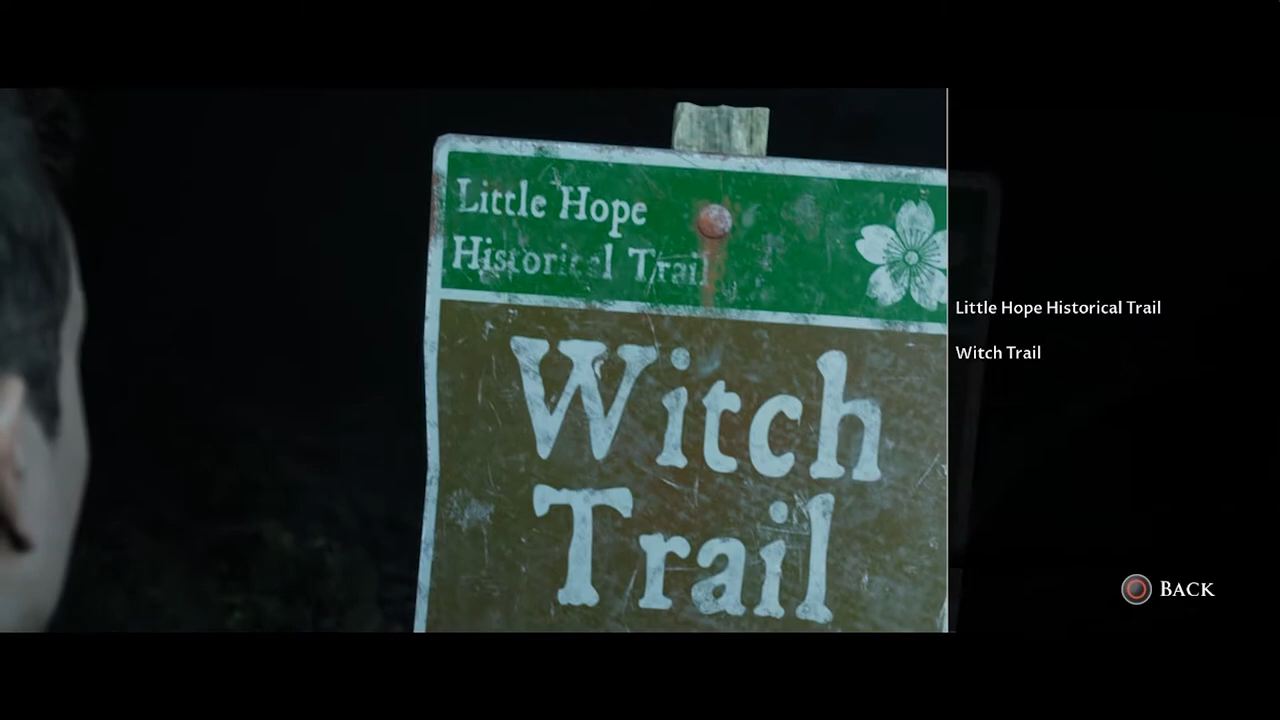 Little Hope
Historical Trail
Witch
Trail
Little Hope Historical Trail
Witch Trail
BACK